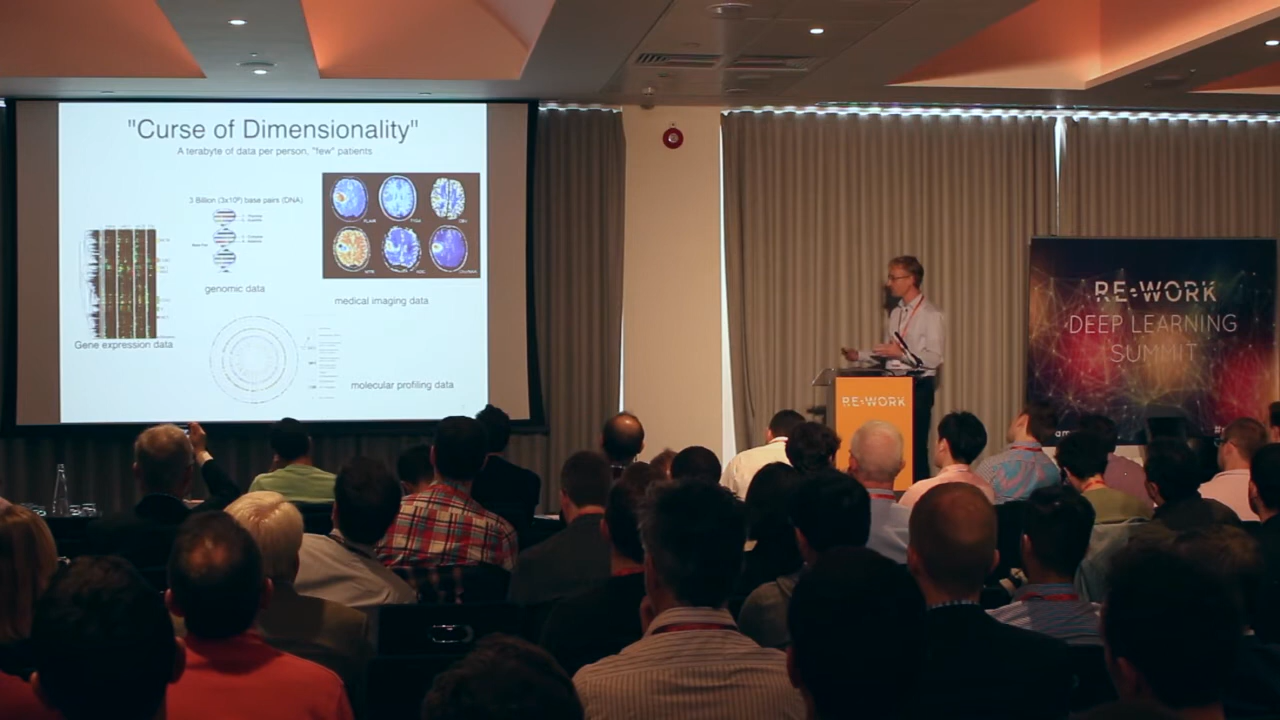 "Curse of Dimensionality"
A terabyte of data per person, "few" patients
3 Billion (3x10⁹) base pairs (DNA)
genomic data
medical imaging data
Gene expression data
molecular profiling data
RE•WORK
RE•WORK
DEEP LEARNING
SUMMIT